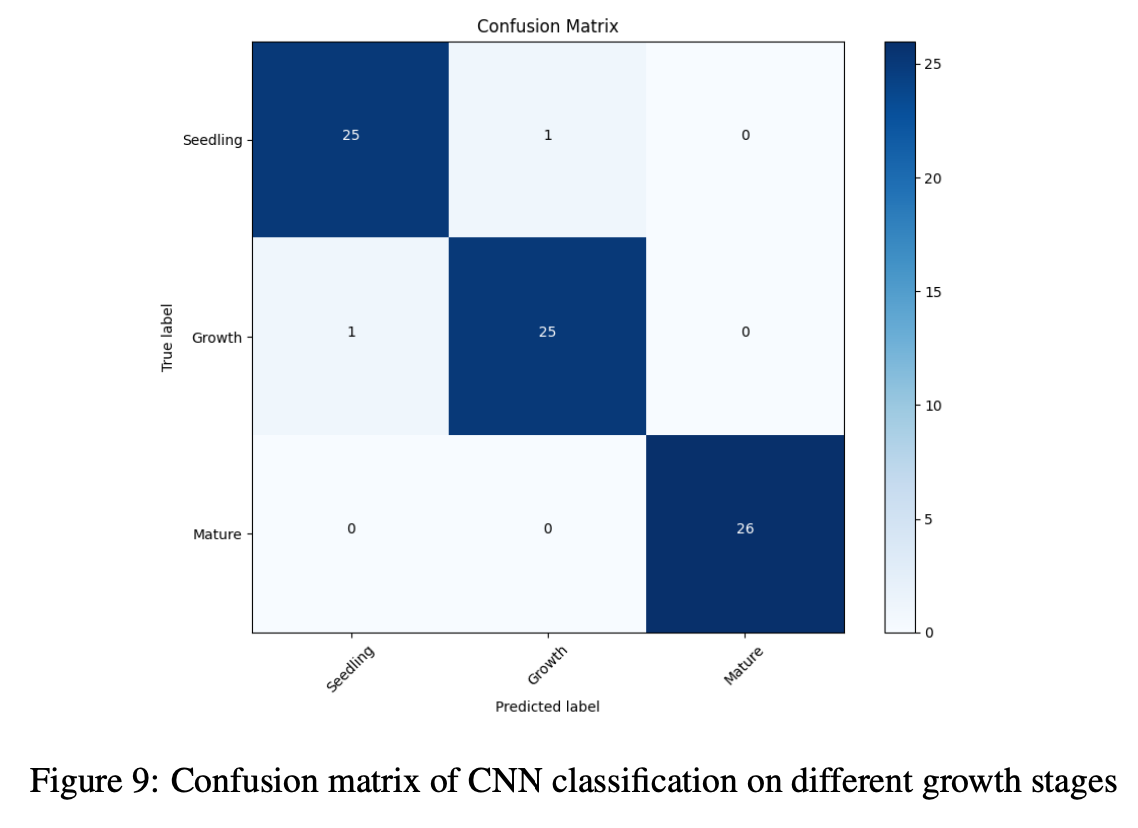 Confusion Matrix
Seedling
25
1
0
25
Growth
1
25
0
20
15
10
Mature
0
0
26
5
0
True label
Seedling
Growth
Mature
Predicted label
Figure 9: Confusion matrix of CNN classification on different growth stages